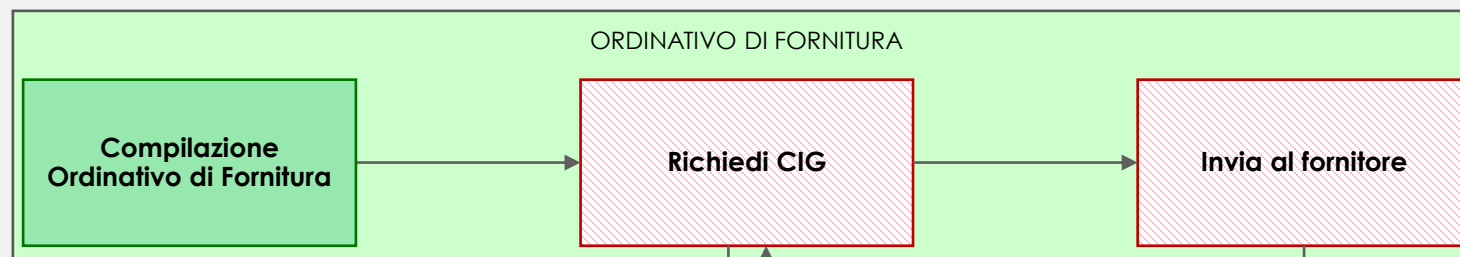 ORDINATIVO DI FORNITURA
Compilazione
Ordinativo di Fornitura
Richiedi CIG
Invia al fornitore